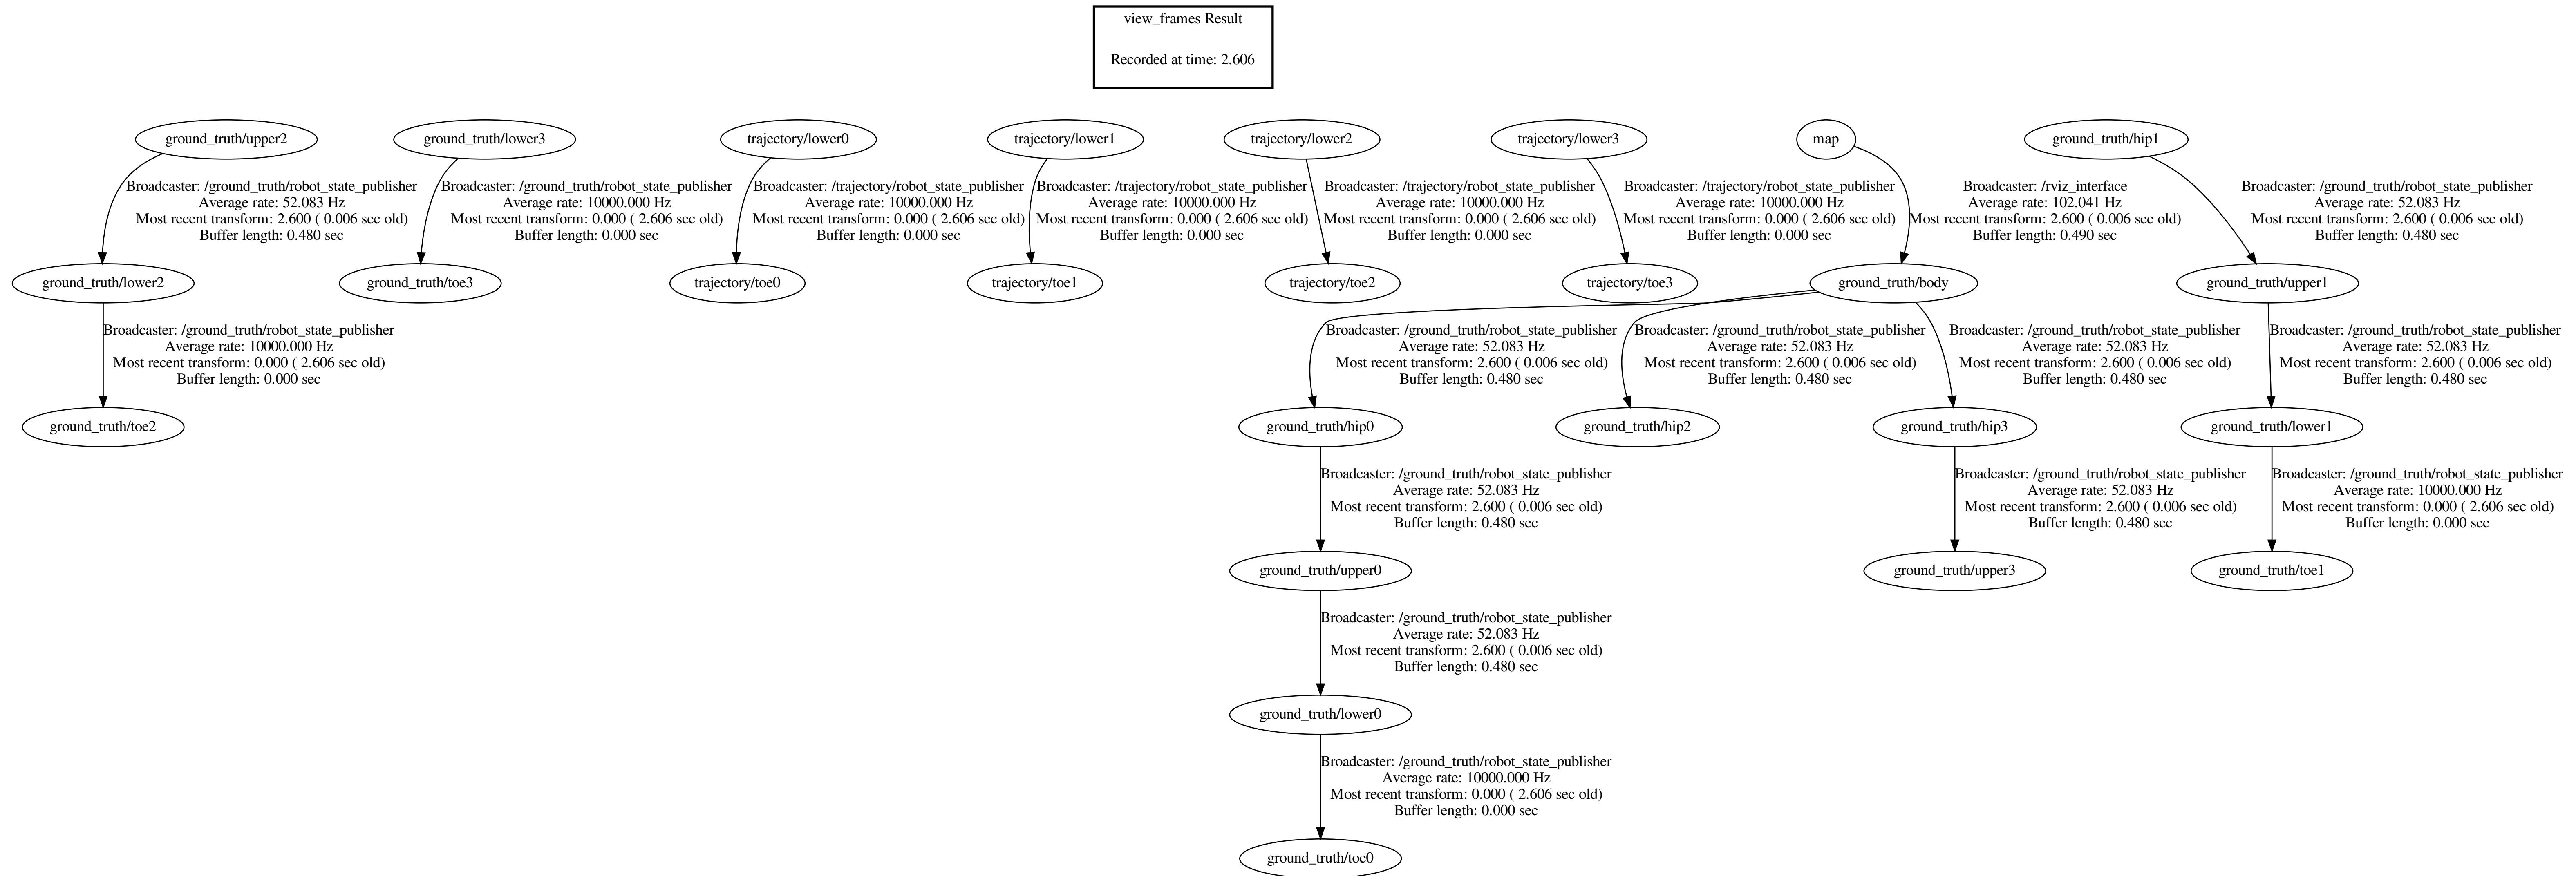 view_frames Result
Recorded at time: 2.606
ground_truth/upper2
ground_truth/lower3
trajectory/lower0
trajectory/lower1
trajectory/lower2
trajectory/lower3
map
ground_truth/hip1
Broadcaster: /ground_truth/robot_state_publisher
Average rate: 52.083 Hz
Most recent transform: 2.600 ( 0.006 sec old)
Buffer length: 0.480 sec
Broadcaster: /ground_truth/robot_state_publisher
Average rate: 10000.000 Hz
Most recent transform: 0.000 ( 2.606 sec old)
Buffer length: 0.000 sec
Broadcaster: /trajectory/robot_state_publisher
Average rate: 10000.000 Hz
Most recent transform: 0.000 ( 2.606 sec old)
Buffer length: 0.000 sec
Broadcaster: /trajectory/robot_state_publisher
Average rate: 10000.000 Hz
Most recent transform: 0.000 ( 2.606 sec old)
Buffer length: 0.000 sec
Broadcaster: /trajectory/robot_state_publisher
Average rate: 10000.000 Hz
Most recent transform: 0.000 ( 2.606 sec old)
Buffer length: 0.000 sec
Broadcaster: /trajectory/robot_state_publisher
Average rate: 10000.000 Hz
Most recent transform: 0.000 ( 2.606 sec old)
Buffer length: 0.000 sec
Broadcaster: /rviz_interface
Average rate: 102.041 Hz
Most recent transform: 2.600 ( 0.006 sec old)
Buffer length: 0.490 sec
Broadcaster: /ground_truth/robot_state_publisher
Average rate: 52.083 Hz
Most recent transform: 2.600 ( 0.006 sec old)
Buffer length: 0.480 sec
ground_truth/lower2
ground_truth/toe3
trajectory/toe0
trajectory/toe1
trajectory/toe2
trajectory/toe3
ground_truth/body
ground_truth/upper1
Broadcaster: /ground_truth/robot_state_publisher
Average rate: 10000.000 Hz
Most recent transform: 0.000 ( 2.606 sec old)
Buffer length: 0.000 sec
Broadcaster: /ground_truth/robot_state_publisher
Average rate: 52.083 Hz
Most recent transform: 2.600 ( 0.006 sec old)
Buffer length: 0.480 sec
Broadcaster: /ground_truth/robot_state_publisher
Average rate: 52.083 Hz
Most recent transform: 2.600 ( 0.006 sec old)
Buffer length: 0.480 sec
Broadcaster: /ground_truth/robot_state_publisher
Average rate: 52.083 Hz
Most recent transform: 2.600 ( 0.006 sec old)
Buffer length: 0.480 sec
Broadcaster: /ground_truth/robot_state_publisher
Average rate: 52.083 Hz
Most recent transform: 2.600 ( 0.006 sec old)
Buffer length: 0.480 sec
ground_truth/toe2
ground_truth/hip0
ground_truth/hip2
ground_truth/hip3
ground_truth/lower1
Broadcaster: /ground_truth/robot_state_publisher
Average rate: 52.083 Hz
Most recent transform: 2.600 ( 0.006 sec old)
Buffer length: 0.480 sec
Broadcaster: /ground_truth/robot_state_publisher
Average rate: 52.083 Hz
Most recent transform: 2.600 ( 0.006 sec old)
Buffer length: 0.480 sec
Broadcaster: /ground_truth/robot_state_publisher
Average rate: 10000.000 Hz
Most recent transform: 0.000 ( 2.606 sec old)
Buffer length: 0.000 sec
ground_truth/upper0
ground_truth/upper3
ground_truth/toe1
Broadcaster: /ground_truth/robot_state_publisher
Average rate: 52.083 Hz
Most recent transform: 2.600 ( 0.006 sec old)
Buffer length: 0.480 sec
ground_truth/lower0
Broadcaster: /ground_truth/robot_state_publisher
Average rate: 10000.000 Hz
Most recent transform: 0.000 ( 2.606 sec old)
Buffer length: 0.000 sec
ground_truth/toe0